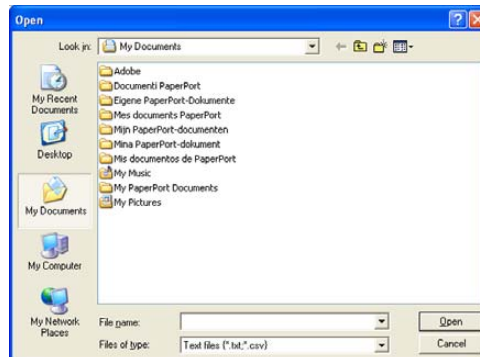 Open
Look in: My Documents
My Recent
Documents
Desktop
My Documents
My Computer
My Network
Places
Adobe
Documenti PaperPort
Eigene PaperPort-Dokumente
Mes documents PaperPort
Mijn PaperPort-documenten
Mina PaperPort-dokument
Mis documentos de PaperPort
My Music
My PaperPort Documents
My Pictures
File name:
Open
Files of type: Text files (*.txt;*.csv)
Cancel